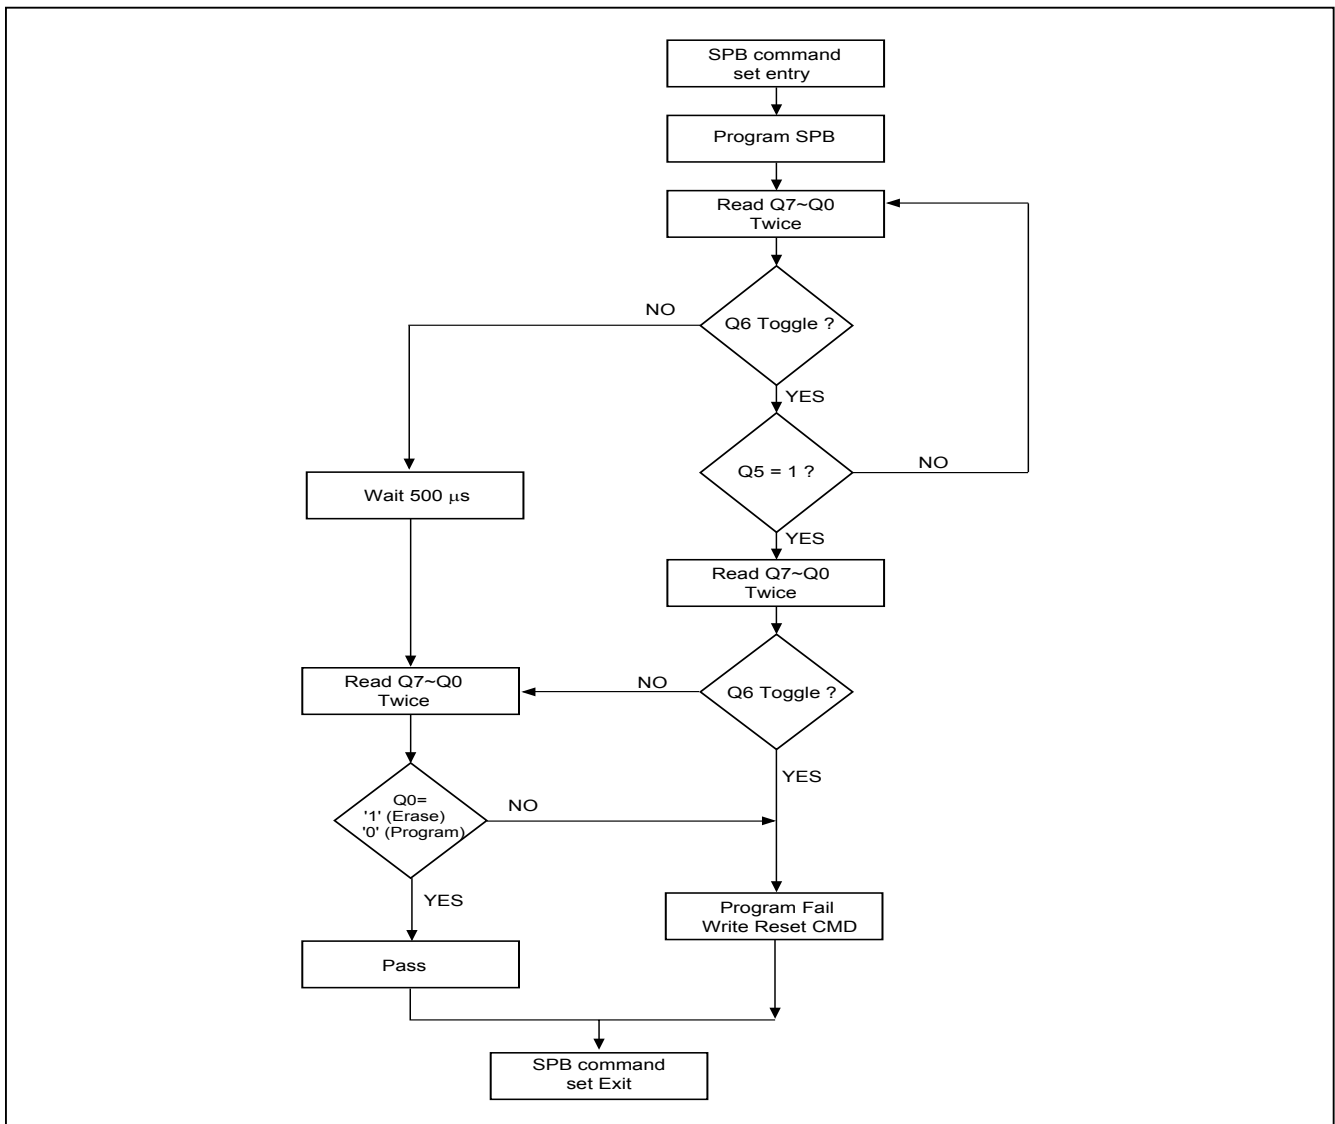 SPB command
set entry
Program SPB
Read Q7~Q0
Twice
NO
Q6 Toggle ?
YES
Q5 = 1 ?
NO
Wait 500 μs
YES
Read Q7~Q0
Twice
Read Q7~Q0
Twice
NO
Q6 Toggle ?
YES
Q0=
'1' (Erase)
'0' (Program)
NO
YES
Program Fail
Write Reset CMD
Pass
SPB command
set Exit